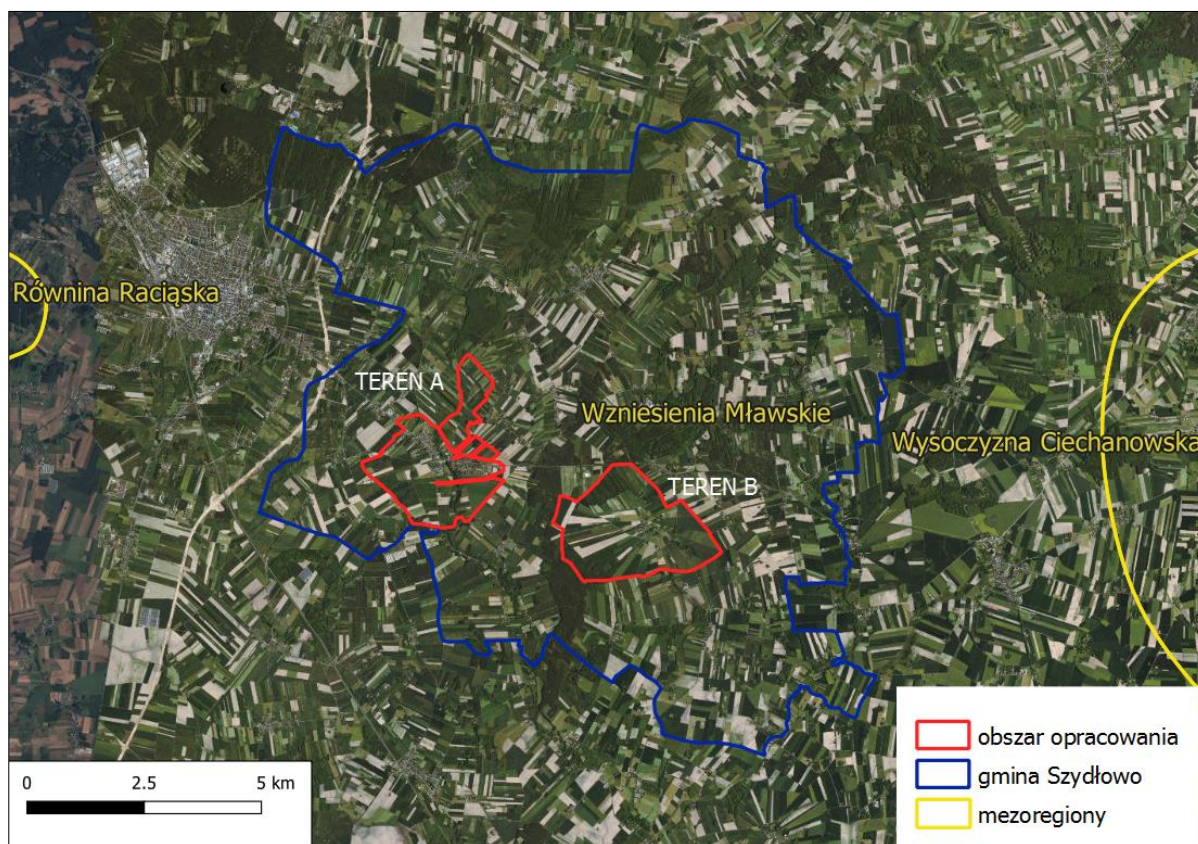 Równina Raciąska
TEREN A
Wzniesienia Mławskie
Wysoczyzna Ciechanowska
TEREN B
obszar opracowania
gmina Szydłowo
mezoregiony
0 2.5 5 km